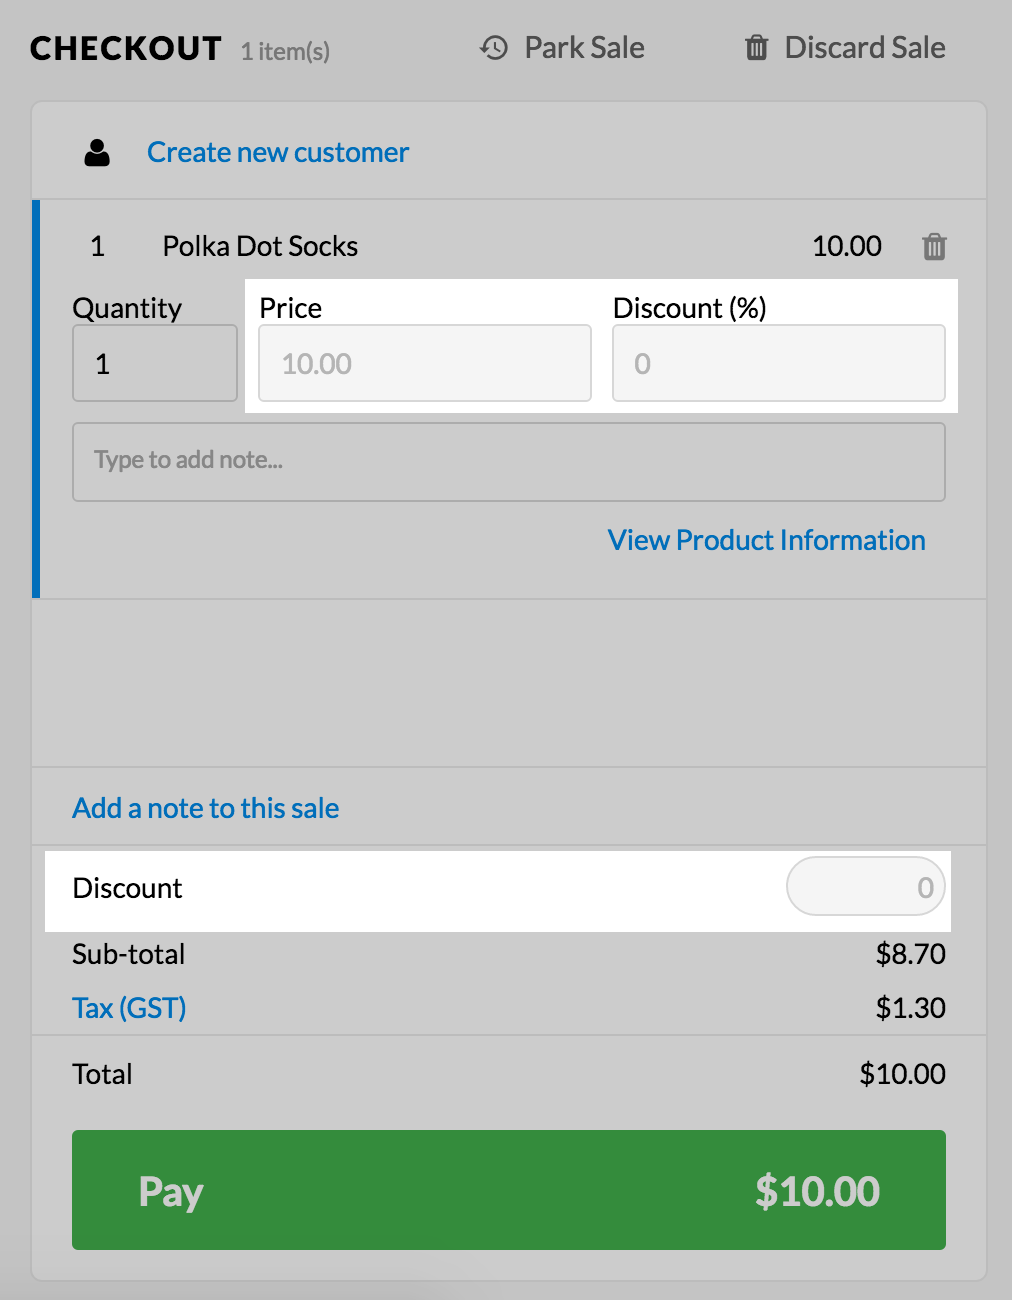 CHECKOUT 1 item(s) Park Sale Discard Sale
Create new customer
1 Polka Dot Socks 10.00
Quantity Price Discount (%)
1 10.00 0
Type to add note...
View Product Information
Add a note to this sale
Discount 0
Sub-total $8.70
Tax (GST) $1.30
Total $10.00
Pay $10.00